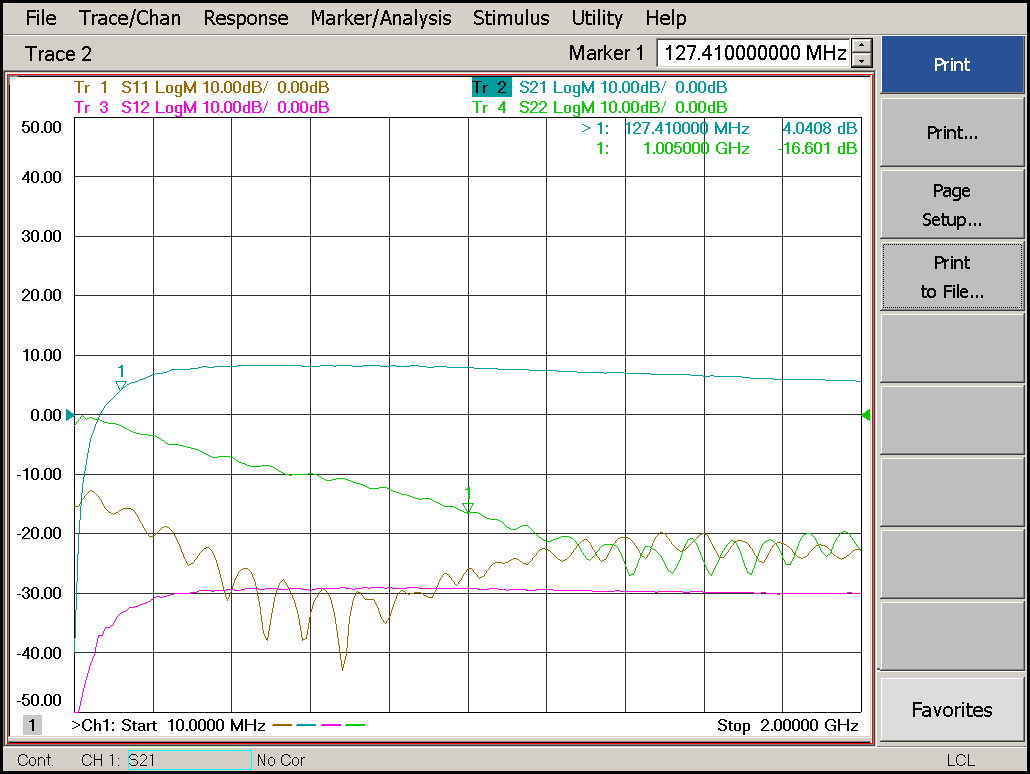 File Trace/Chan Response Marker/Analysis Stimulus Utility Help
Trace 2 Marker 1 127.410000000 MHz
Tr 1 S11 LogM 10.00dB/ 0.00dB Tr 2 S21 LogM 10.00dB/ 0.00dB
Tr 3 S12 LogM 10.00dB/ 0.00dB Tr 4 S22 LogM 10.00dB/ 0.00dB
> 1: 127.410000 MHz 4.0408 dB
1: 1.005000 GHz -16.601 dB
50.00
40.00
30.00
20.00
10.00
0.00
-10.00
-20.00
-30.00
-40.00
-50.00
1
1
1 >Ch1: Start 10.0000 MHz Stop 2.00000 GHz
Print
Print...
Page
Setup...
Print
to File...
Favorites
Cont. CH 1: S21 No Cor LCL